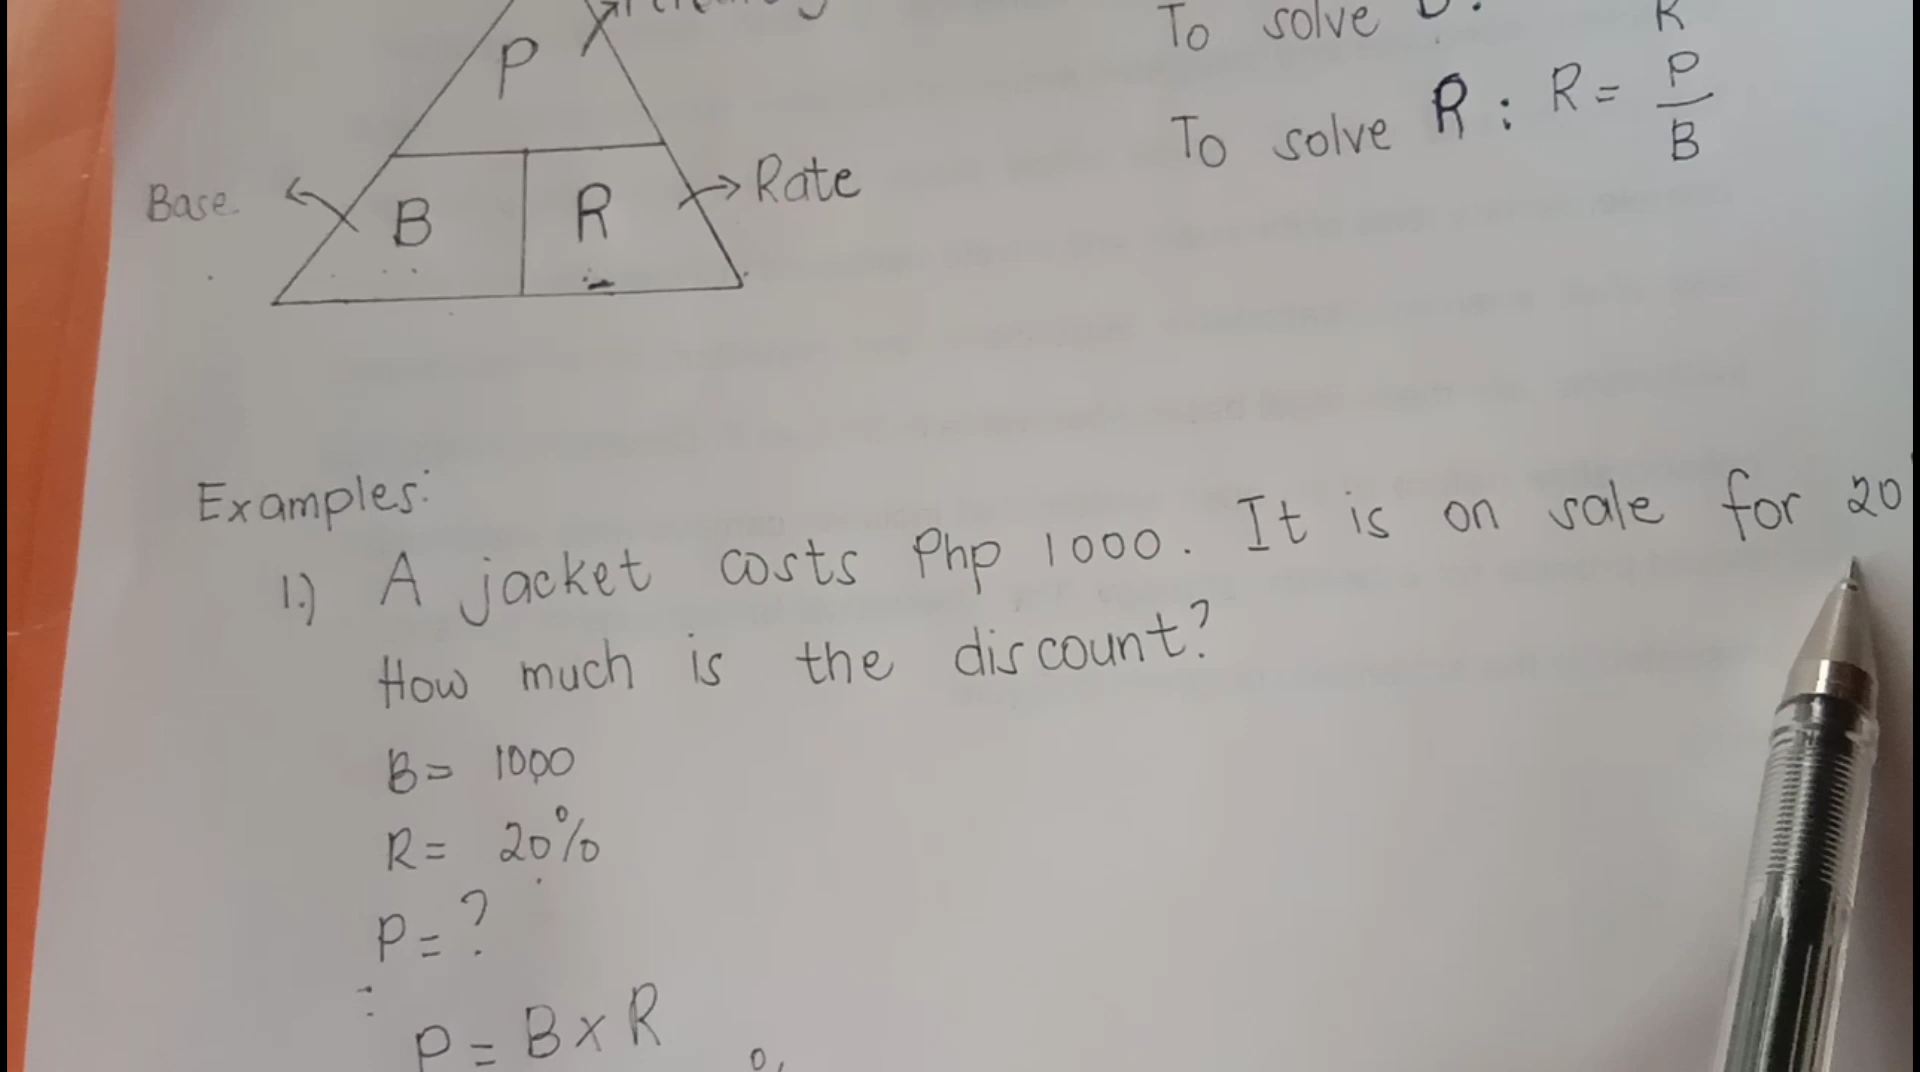 P
To solve
R
To solve R : R = P/B
Base
B
R
Rate
Examples:
1.) A jacket costs Php 1000. It is on sale for 20
How much is the discount?
B= 1000
R= 20%
P= ?
P = B x R